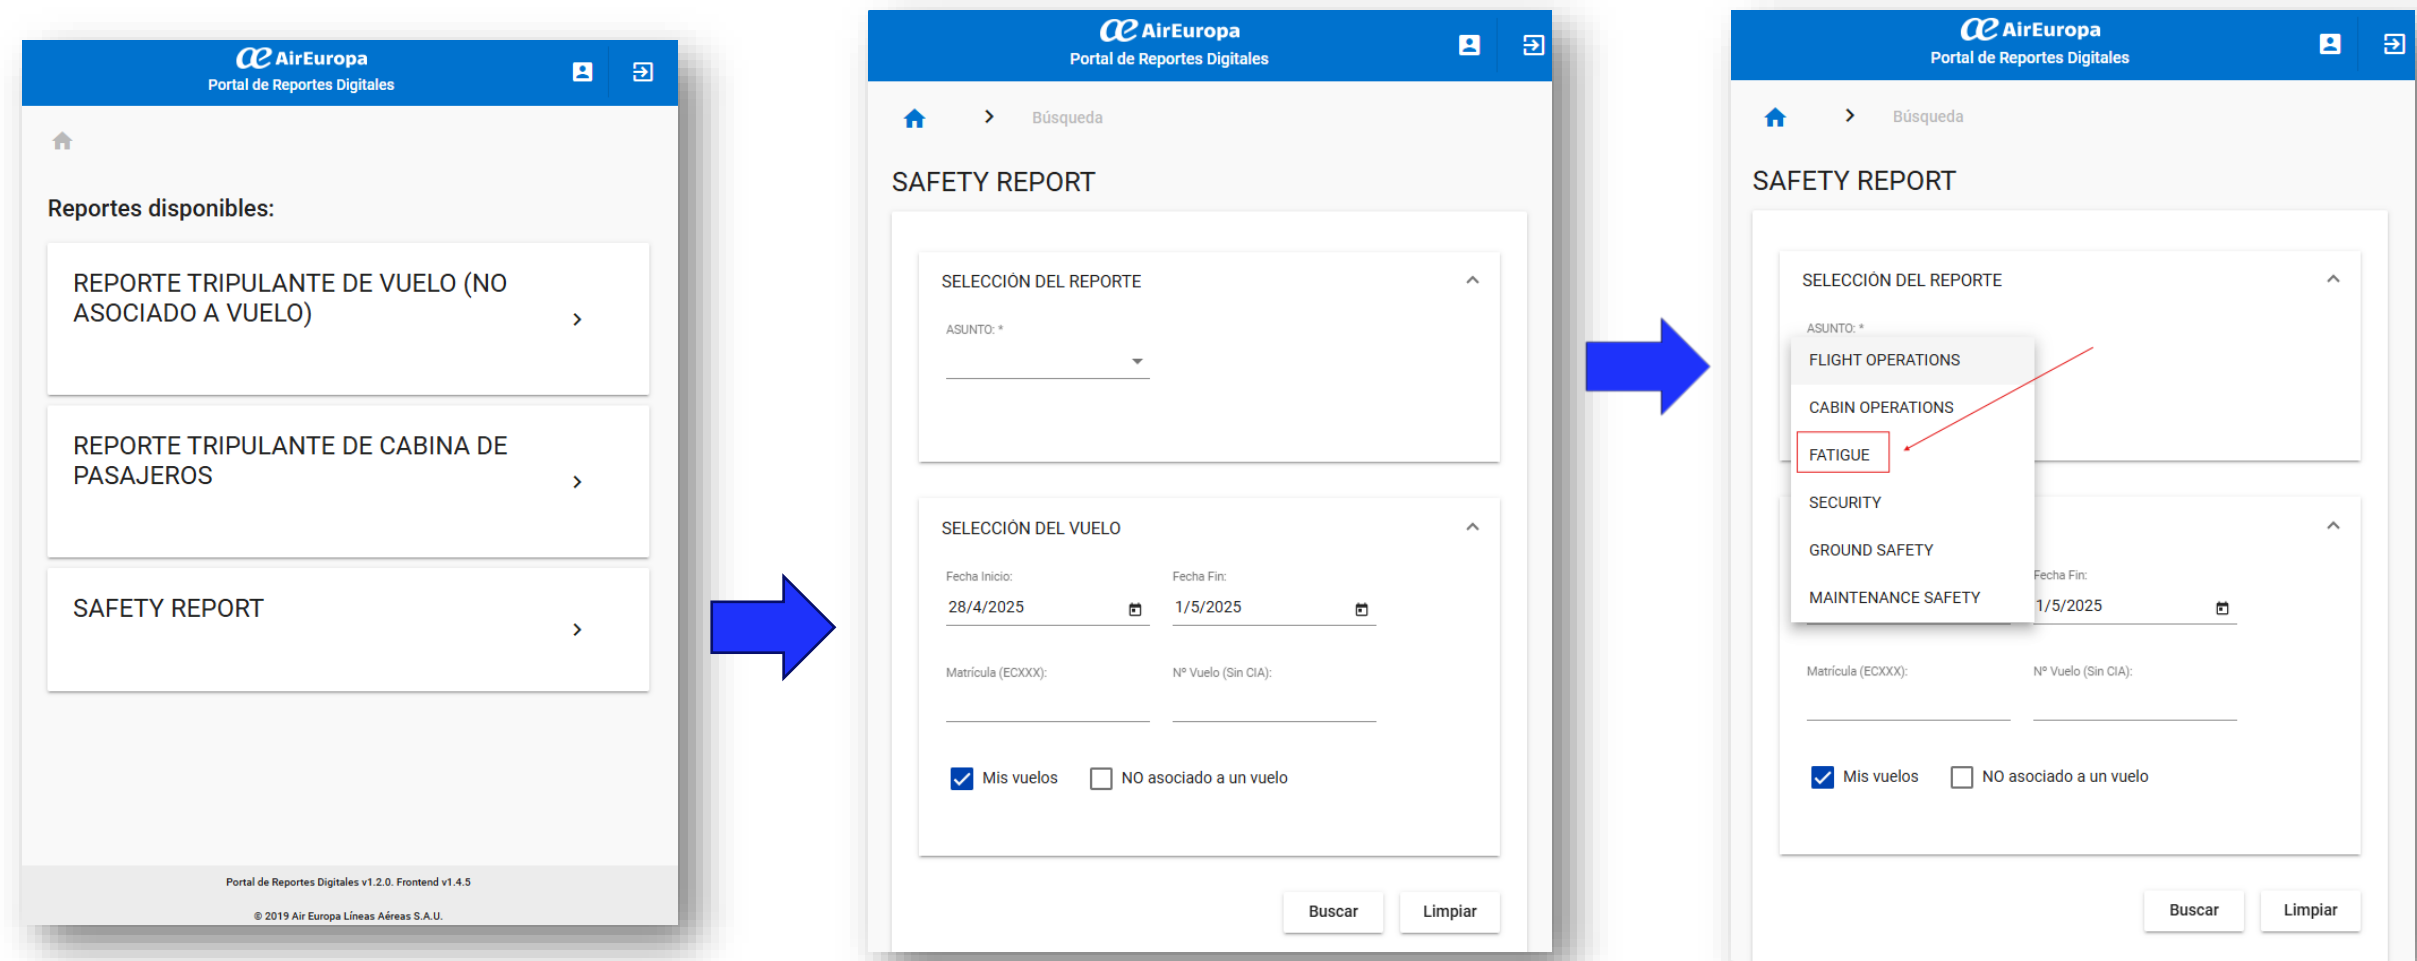 AirEuropa
Portal de Reportes Digitales
Reportes disponibles:
REPORTE TRIPULANTE DE VUELO (NO
ASOCIADO A VUELO)
REPORTE TRIPULANTE DE CABINA DE
PASAJEROS
SAFETY REPORT
Portal de Reportes Digitales v1.2.0. Frontend v1.4.5
© 2019 Air Europa Líneas Aéreas S.A.U.
AirEuropa
Portal de Reportes Digitales
Búsqueda
SAFETY REPORT
SELECCIÓN DEL REPORTE
ASUNTO: *
SELECCIÓN DEL VUELO
Fecha Inicio: Fecha Fin:
28/4/2025 1/5/2025
Matrícula (ECXXX): Nº Vuelo (Sin CIA):
Mis vuelos NO asociado a un vuelo
Buscar Limpiar
AirEuropa
Portal de Reportes Digitales
Búsqueda
SAFETY REPORT
SELECCIÓN DEL REPORTE
ASUNTO: *
FLIGHT OPERATIONS
CABIN OPERATIONS
FATIGUE
SECURITY
GROUND SAFETY
MAINTENANCE SAFETY
Fecha Fin:
1/5/2025
Matrícula (ECXXX): Nº Vuelo (Sin CIA):
Mis vuelos NO asociado a un vuelo
Buscar Limpiar